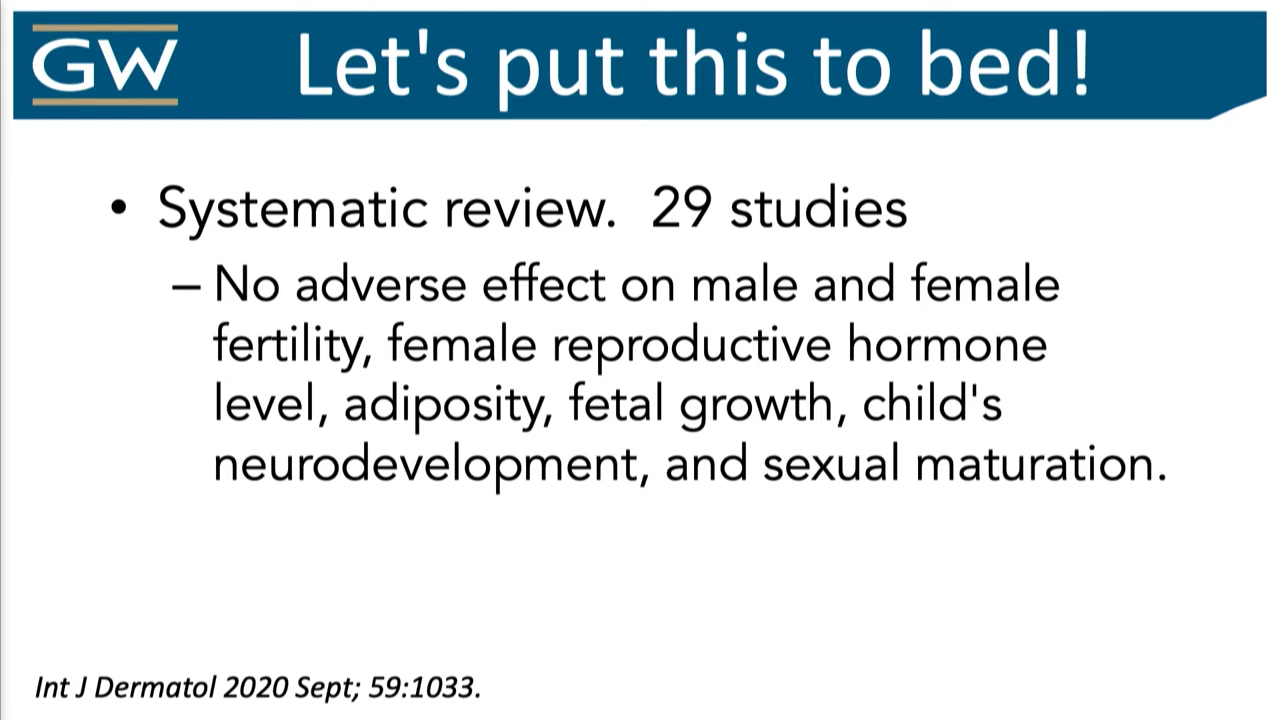 GW
Let's put this to bed!
• Systematic review.  29 studies
– No adverse effect on male and female
fertility, female reproductive hormone
level, adiposity, fetal growth, child's
neurodevelopment, and sexual maturation.
Int J Dermatol 2020 Sept; 59:1033.